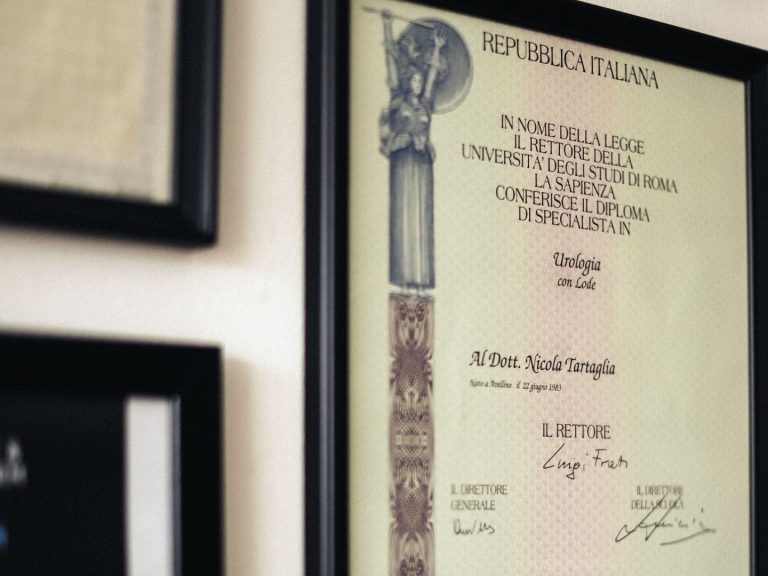 REPUBBLICA ITALIANA
IN NOME DELLA LEGGE
IL RETTORE DELLA
UNIVERSITA' DEGLI STUDI DI ROMA
LA SAPIENZA
CONFERISCE IL DIPLOMA
DI SPECIALISTA IN
Urologia
con Lode
Al Dott. Nicola Tartaglia
Nato a Avellino il 22 giugno 1983
IL RETTORE
Luigi Frati
IL DIRETTORE
GENERALE
IL DIRETTORE
DELLA SCUOLA